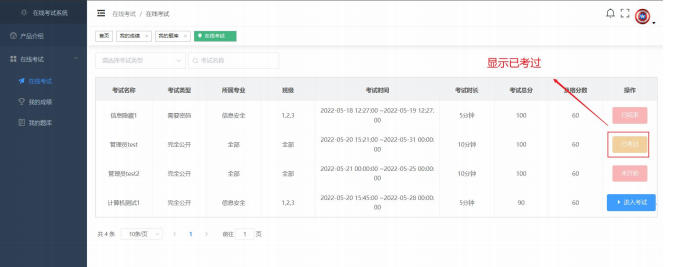 在线考试系统
在线考试 / 在线考试
产品介绍
首页 我的成绩 × 我的题库 × 在线考试
在线考试
请选择考试类型 考试名称
显示已考过
在线考试
我的成绩
我的题库
考试名称 考试类型 所属专业 班级 考试时间 考试时长 考试总分 及格分数 操作
信息隐藏1 需要密码 信息安全 1,2,3 2022-05-18 12:27:00 ~2022-05-19 12:27:00 5分钟 100 60 已结束
管理员test 完全公开 全部 全部 2022-05-20 15:21:00 ~2022-05-31 00:00:00 10分钟 100 60 已考过
管理员test2 完全公开 全部 全部 2022-05-21 00:00:00 ~2022-05-25 00:00:00 10分钟 100 60 未开始
计算机测试1 完全公开 信息安全 1,2,3 2022-05-20 15:45:00 ~2022-05-28 00:00:00 5分钟 90 60 进入考试
共 4 条 10条/页 < 1 > 前往 1 页